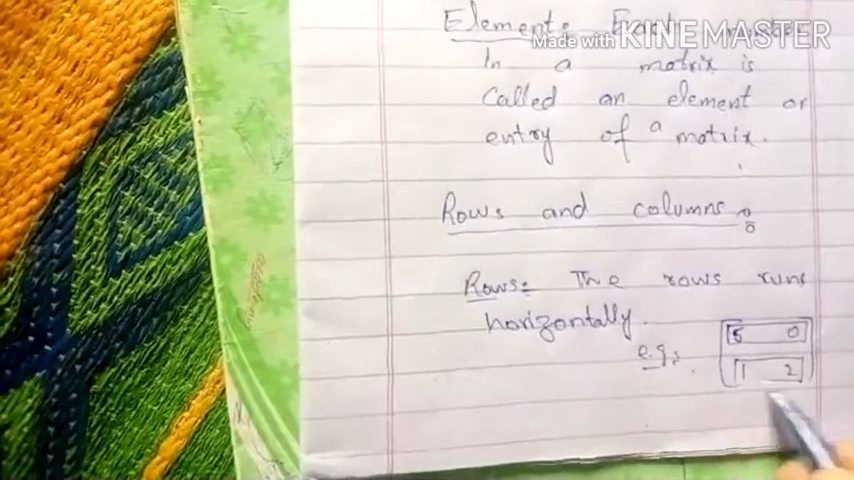 Element: Each
Made with KINEMASTER
In a matrix is
Called an element or
entry of a matrix.
Rows and columns:
Rows: The rows runs
horizontally.
e.g;
5 0
1 2